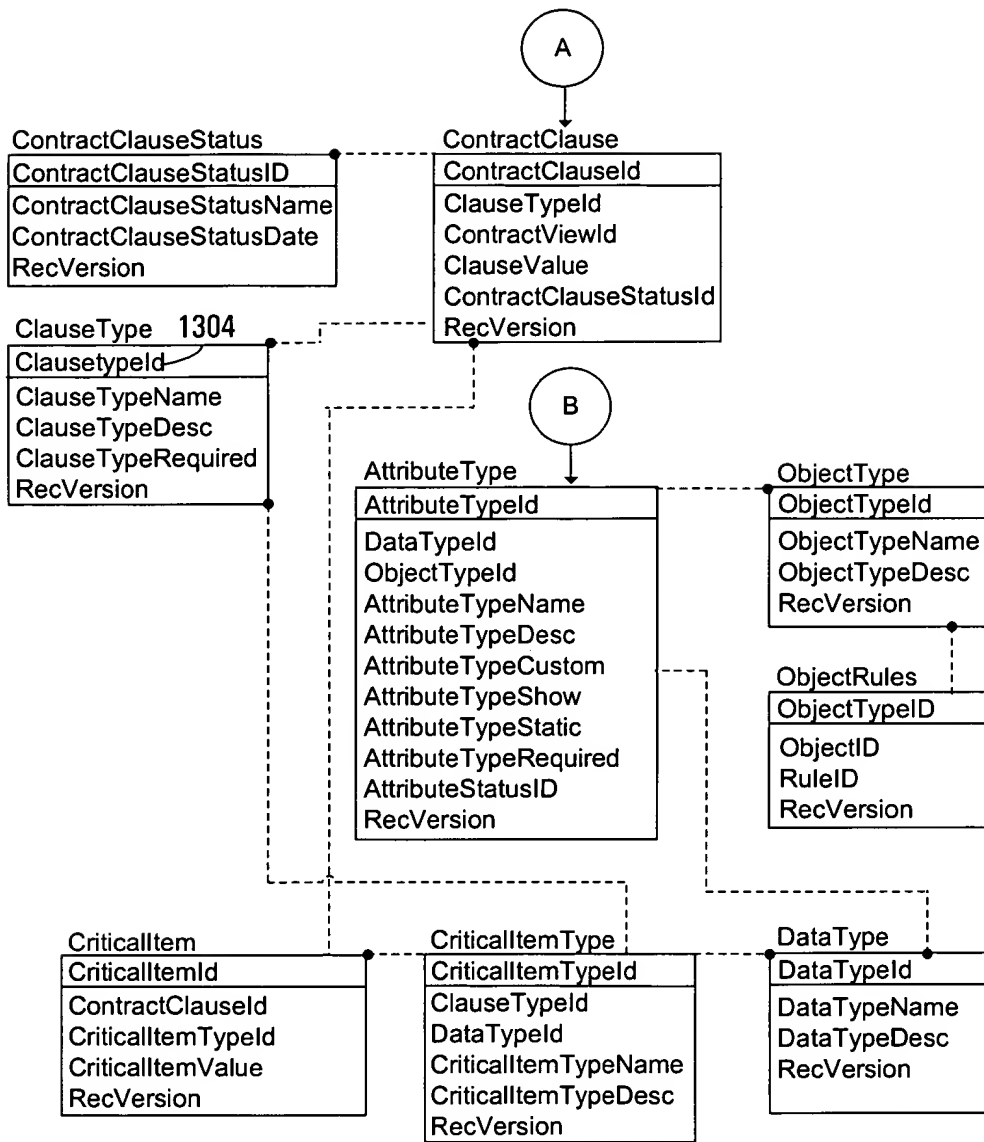 A
ContractClauseStatus
ContractClauseStatusID
ContractClauseStatusName
ContractClauseStatusDate
RecVersion
ContractClause
ContractClauseId
ClauseTypeId
ContractViewId
ClauseValue
ContractClauseStatusId
RecVersion
ClauseType 1304
ClausetypeId
ClauseTypeName
ClauseTypeDesc
ClauseTypeRequired
RecVersion
B
AttributeType
AttributeTypeId
DataTypeId
ObjectTypeId
AttributeTypeName
AttributeTypeDesc
AttributeTypeCustom
AttributeTypeShow
AttributeTypeStatic
AttributeTypeRequired
AttributeStatusID
RecVersion
ObjectType
ObjectTypeId
ObjectTypeName
ObjectTypeDesc
RecVersion
ObjectRules
ObjectTypeID
ObjectID
RuleID
RecVersion
CriticalItem
CriticalItemId
ContractClauseId
CriticalItemTypeId
CriticalItemValue
RecVersion
CriticalItemType
CriticalItemTypeId
ClauseTypeId
DataTypeId
CriticalItemTypeName
CriticalItemTypeDesc
RecVersion
DataType
DataTypeId
DataTypeName
DataTypeDesc
RecVersion